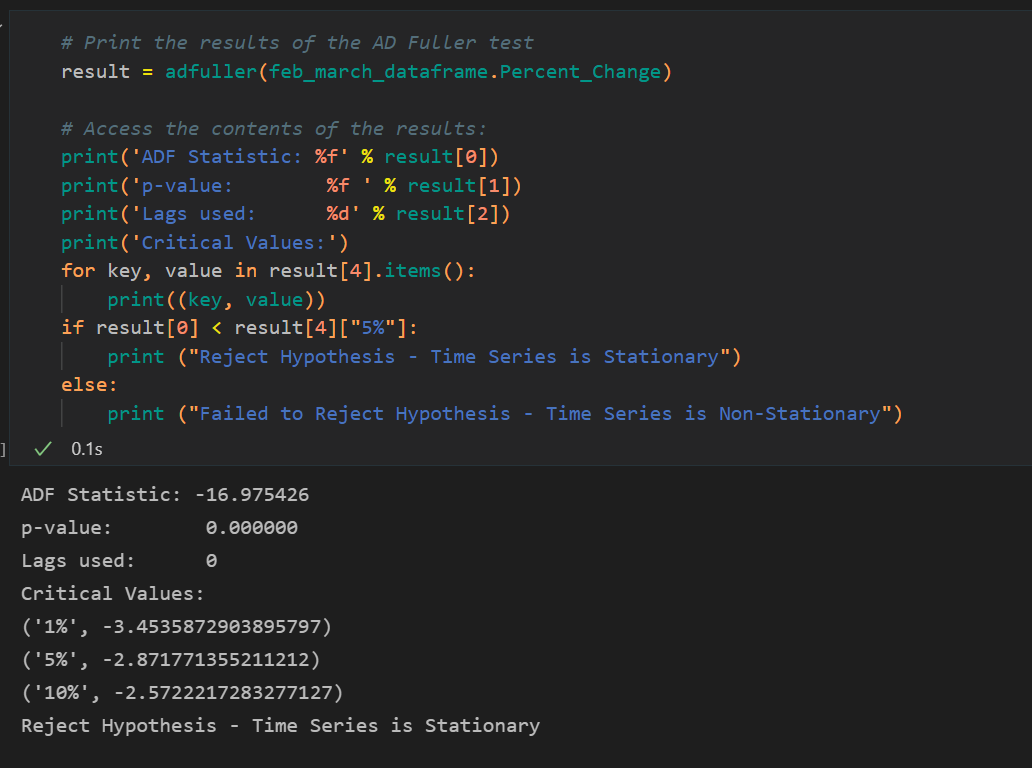 # Print the results of the AD Fuller test
result = adfuller(feb_march_dataframe.Percent_Change)
# Access the contents of the results:
print('ADF Statistic: %f' % result[0])
print('p-value:        %f ' % result[1])
print('Lags used:      %d' % result[2])
print('Critical Values:')
for key, value in result[4].items():
    print((key, value))
if result[0] < result[4]["5%"]:
    print ("Reject Hypothesis - Time Series is Stationary")
else:
    print ("Failed to Reject Hypothesis - Time Series is Non-Stationary")
] ✓ 0.1s
ADF Statistic: -16.975426
p-value:        0.000000
Lags used:      0
Critical Values:
('1%', -3.4535872903895797)
('5%', -2.871771355211212)
('10%', -2.5722217283277127)
Reject Hypothesis - Time Series is Stationary